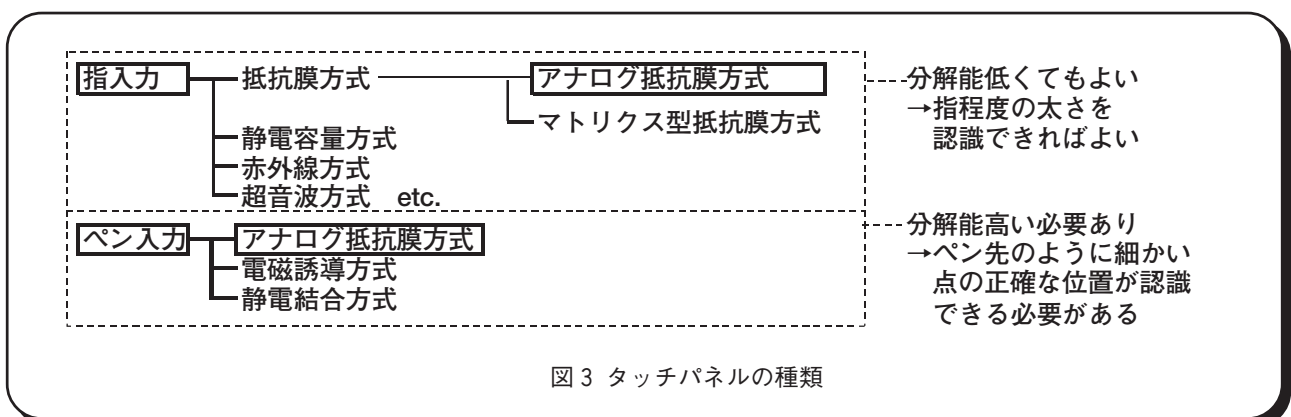 指入力
抵抗膜方式
アナログ抵抗膜方式
マトリクス型抵抗膜方式
静電容量方式
赤外線方式
超音波方式 etc.
分解能低くてもよい
→指程度の太さを
認識できればよい
ペン入力
アナログ抵抗膜方式
電磁誘導方式
静電結合方式
分解能高い必要あり
→ペン先のように細かい
点の正確な位置が認識
できる必要がある
図3 タッチパネルの種類